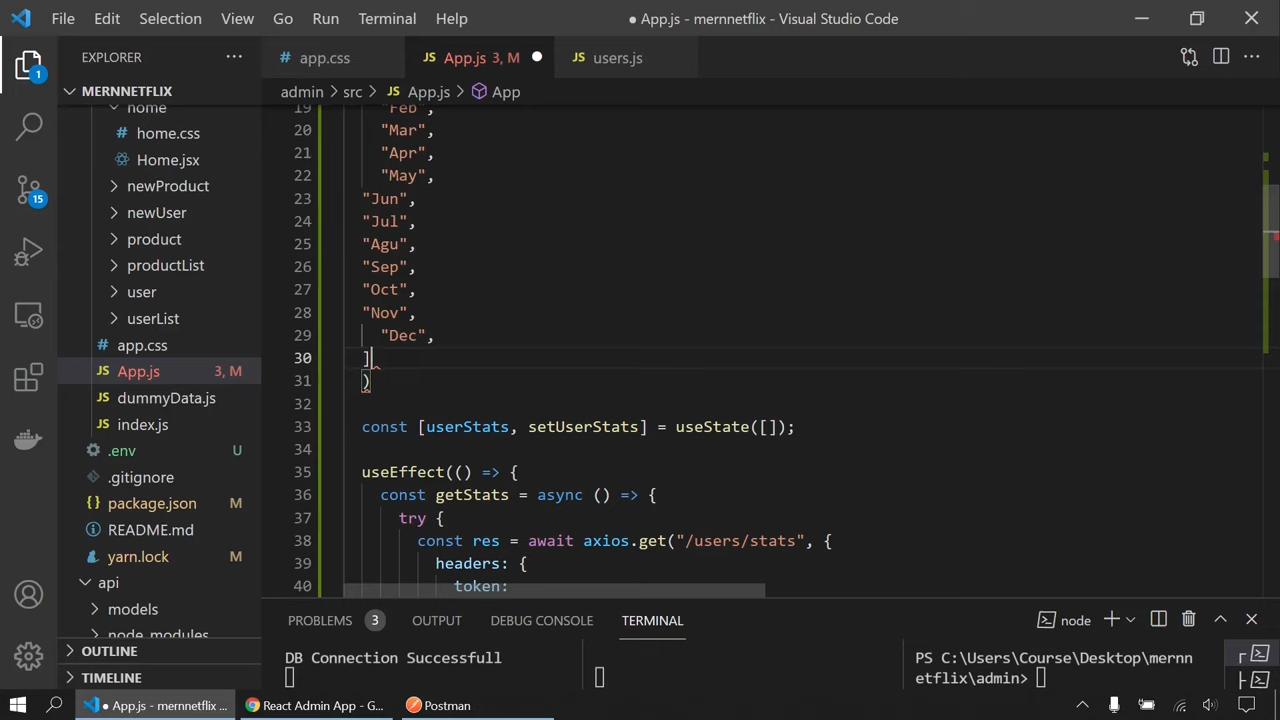 File Edit Selection View Go Run Terminal Help
● App.js - mernnetflix - Visual Studio Code
EXPLORER
app.css
JS App.js 3, M
JS users.js
MERNNETFLIX
admin > src > JS App.js > App
home
# home.css
Home.jsx
newProduct
newUser
product
productList
user
userList
# app.css
JS App.js 3, M
JS dummyData.js
JS index.js
.env U
.gitignore
package.json M
README.md
yarn.lock M
api
models
node_modules
OUTLINE
TIMELINE
1
15
19 "Feb",
20 "Mar",
21 "Apr",
22 "May",
23 "Jun",
24 "Jul",
25 "Agu",
26 "Sep",
27 "Oct",
28 "Nov",
29 "Dec",
30 ]
31 )
32
33 const [userStats, setUserStats] = useState([]);
34
35 useEffect(() => {
36 const getStats = async () => {
37 try {
38 const res = await axios.get("/users/stats", {
39 headers: {
40 token:
PROBLEMS 3 OUTPUT DEBUG CONSOLE TERMINAL
node
DB Connection Successfull
PS C:\Users\Course\Desktop\mernn
etflix\admin>
● App.js - mernnetflix ...
React Admin App - G...
Postman